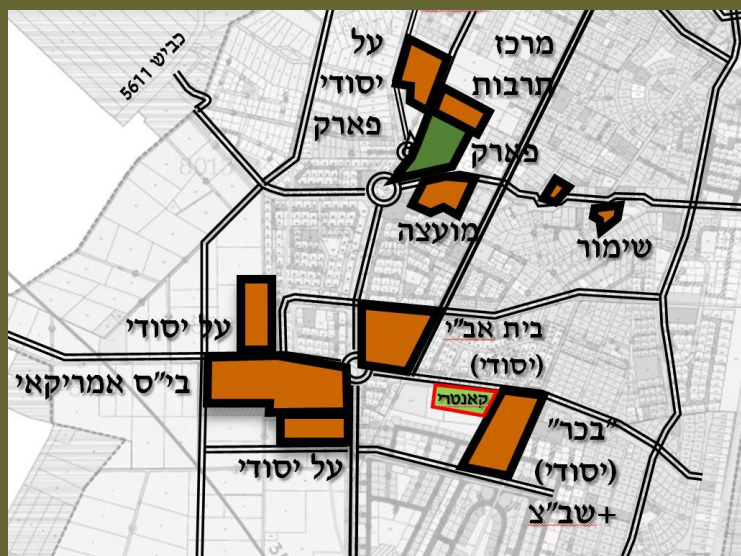 כביש 5611
על
יסודי
פארק
מרכז
תרבות
פארק
מועצה
שימור
על יסודי
בי"ס אמריקאי
על יסודי
בית אב"י
(יסודי)
קאנטרי
"בכר"
(יסודי)
+שב"צ